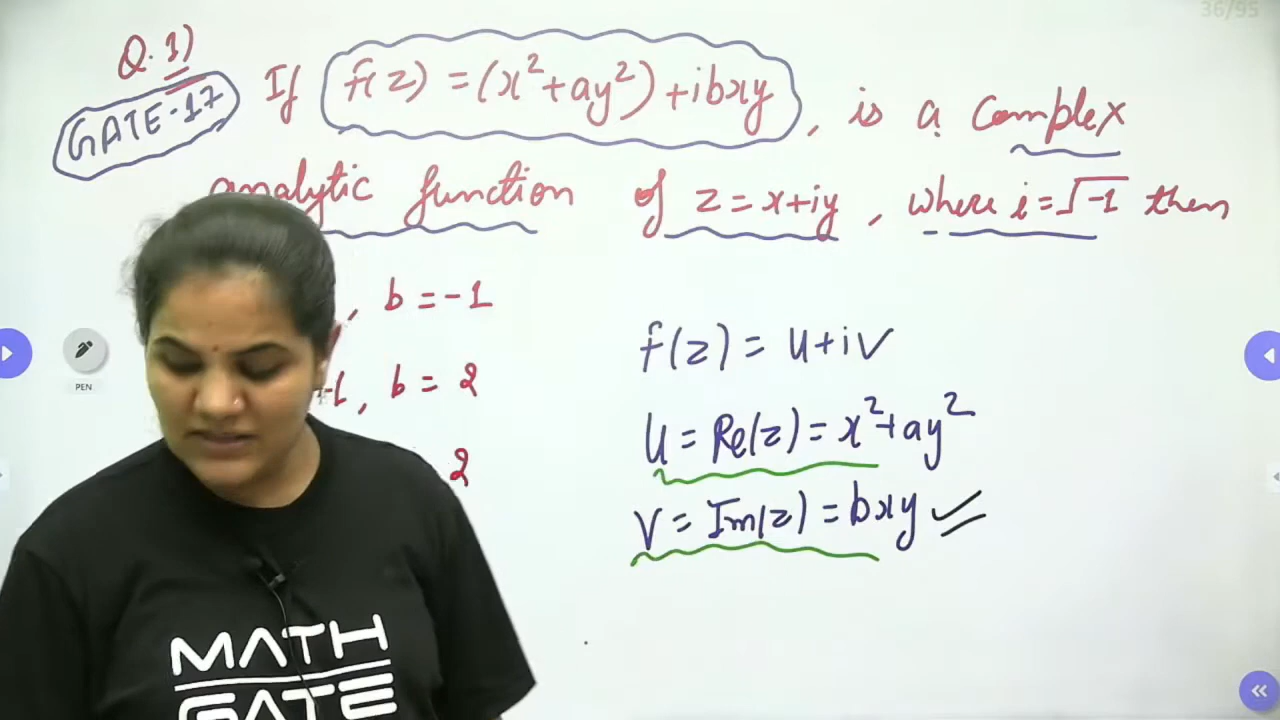 36/95
Q.1)
GATE-17
If f(z) = (x²+ay²)+ibxy, is a complex
analytic function of z=x+iy, where i=√-1 then
, b = -1
-1, b = 2
2
f(z) = u+iv
u = Re(z) = x²+ay²
v = Im(z) = bxy
PEN
MATH
GATE